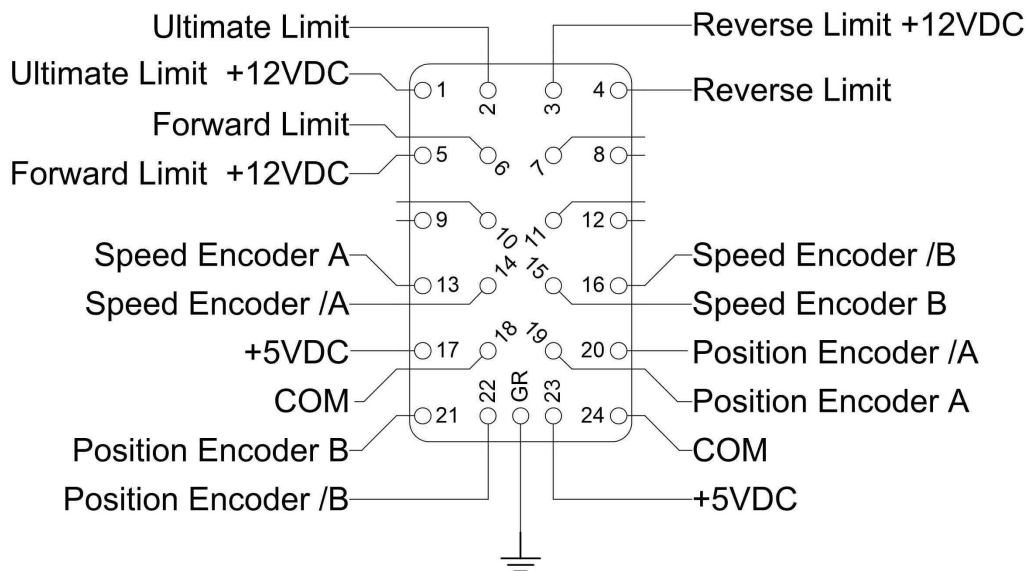 Ultimate Limit
Reverse Limit +12VDC
Ultimate Limit +12VDC
1
2
3
4
Reverse Limit
Forward Limit
5
6
7
8
Forward Limit +12VDC
9
10
11
12
Speed Encoder A
13
14
15
16
Speed Encoder /B
Speed Encoder /A
Speed Encoder B
+5VDC
17
18
19
20
Position Encoder /A
COM
22
GR
23
Position Encoder A
21
24
Position Encoder B
COM
Position Encoder /B
+5VDC